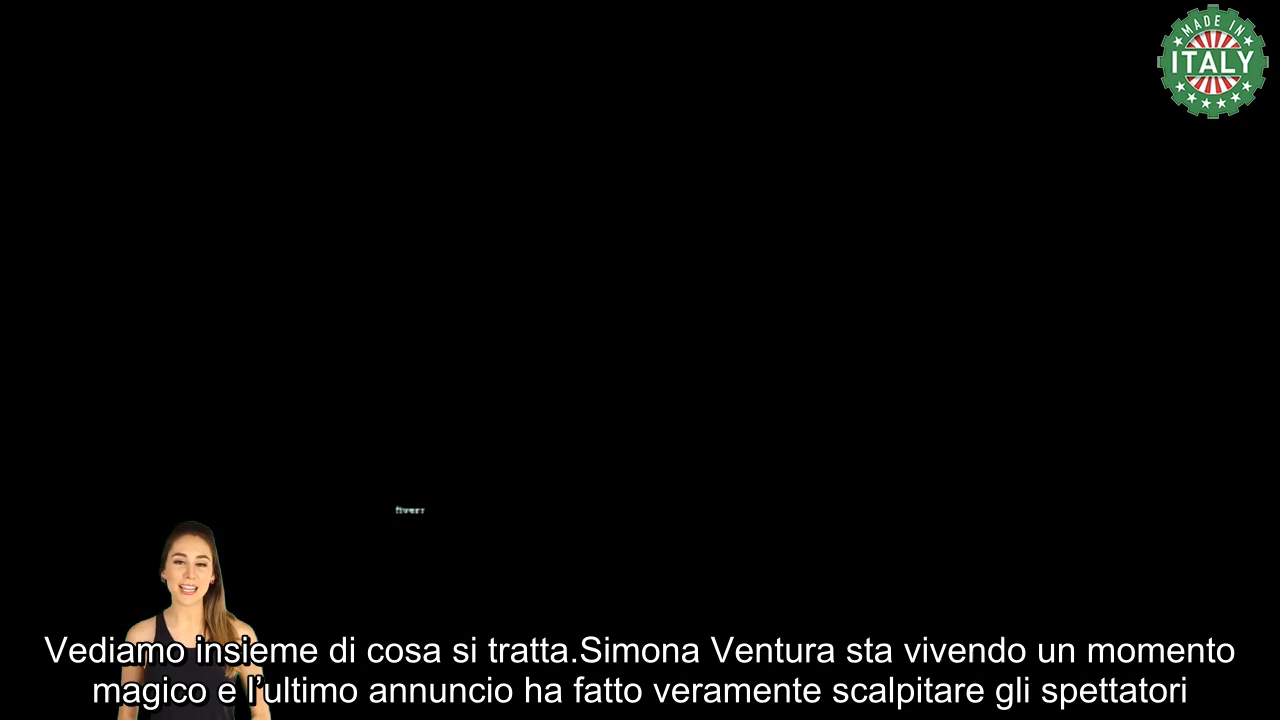 MADE IN
ITALY
fiverr
Vediamo insieme di cosa si tratta.Simona Ventura sta vivendo un momento
magico e l’ultimo annuncio ha fatto veramente scalpitare gli spettatori